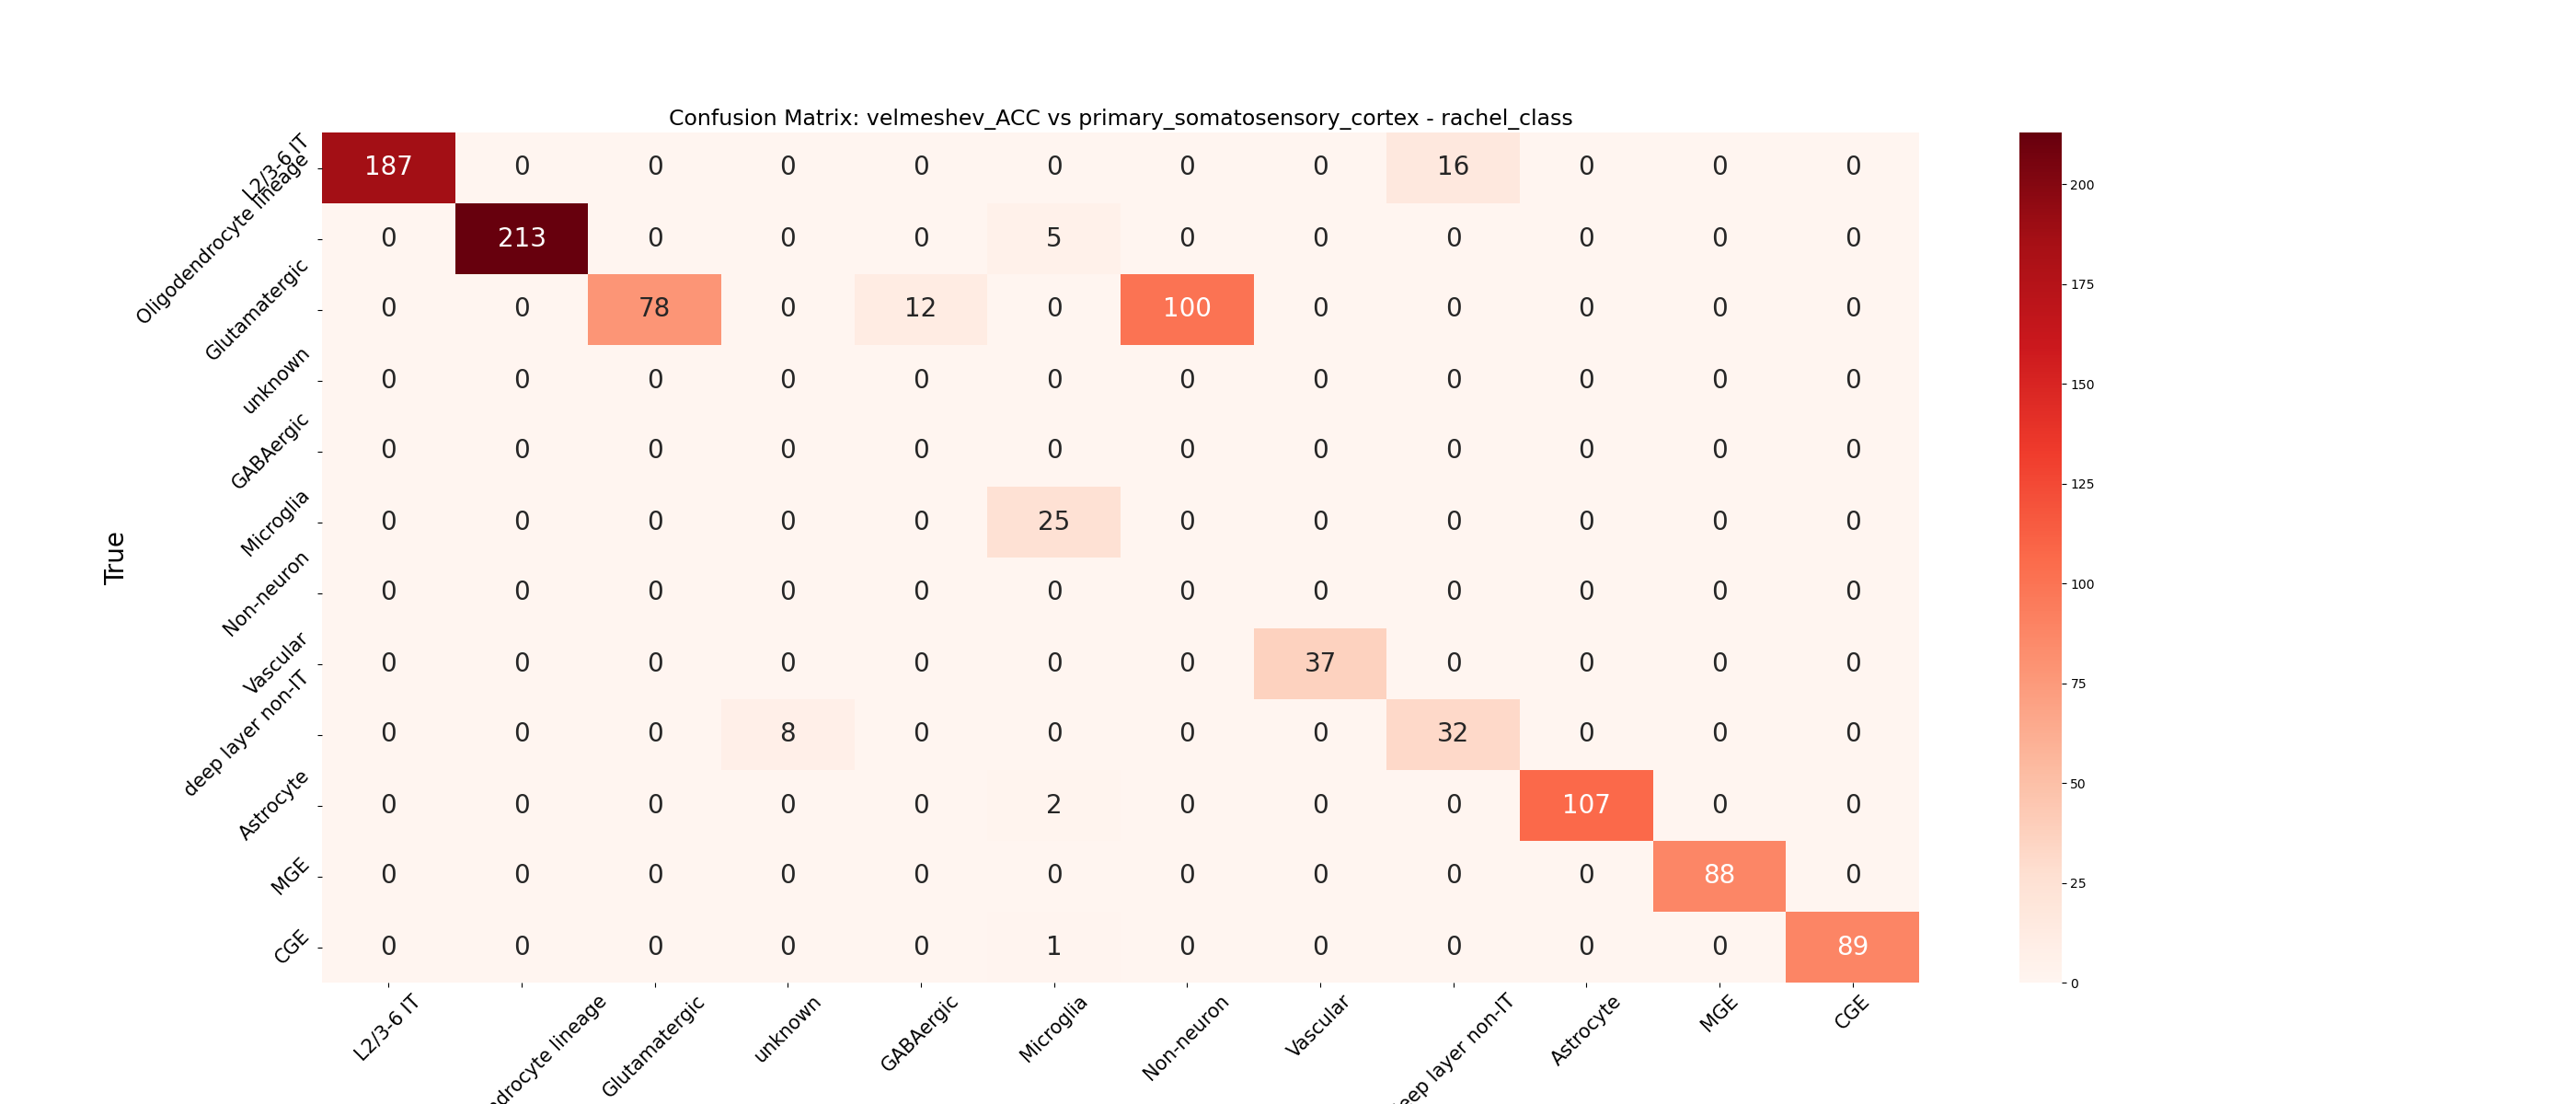 Confusion Matrix: velmeshev_ACC vs primary_somatosensory_cortex - rachel_class
True
L2/3-6 IT 187 0 0 0 0 0 0 0 16 0 0 0
Oligodendrocyte lineage 0 213 0 0 0 5 0 0 0 0 0 0
Glutamatergic 0 0 78 0 12 0 100 0 0 0 0 0
unknown 0 0 0 0 0 0 0 0 0 0 0 0
GABAergic 0 0 0 0 0 0 0 0 0 0 0 0
Microglia 0 0 0 0 0 25 0 0 0 0 0 0
Non-neuron 0 0 0 0 0 0 0 0 0 0 0 0
Vascular 0 0 0 0 0 0 0 37 0 0 0 0
deep layer non-IT 0 0 0 8 0 0 0 0 32 0 0 0
Astrocyte 0 0 0 0 0 2 0 0 0 107 0 0
MGE 0 0 0 0 0 0 0 0 0 0 88 0
CGE 0 0 0 0 0 1 0 0 0 0 0 89
L2/3-6 IT
ndrocyte lineage
Glutamatergic
unknown
GABAergic
Microglia
Non-neuron
Vascular
eep layer non-IT
Astrocyte
MGE
CGE
200
175
150
125
100
75
50
25
0